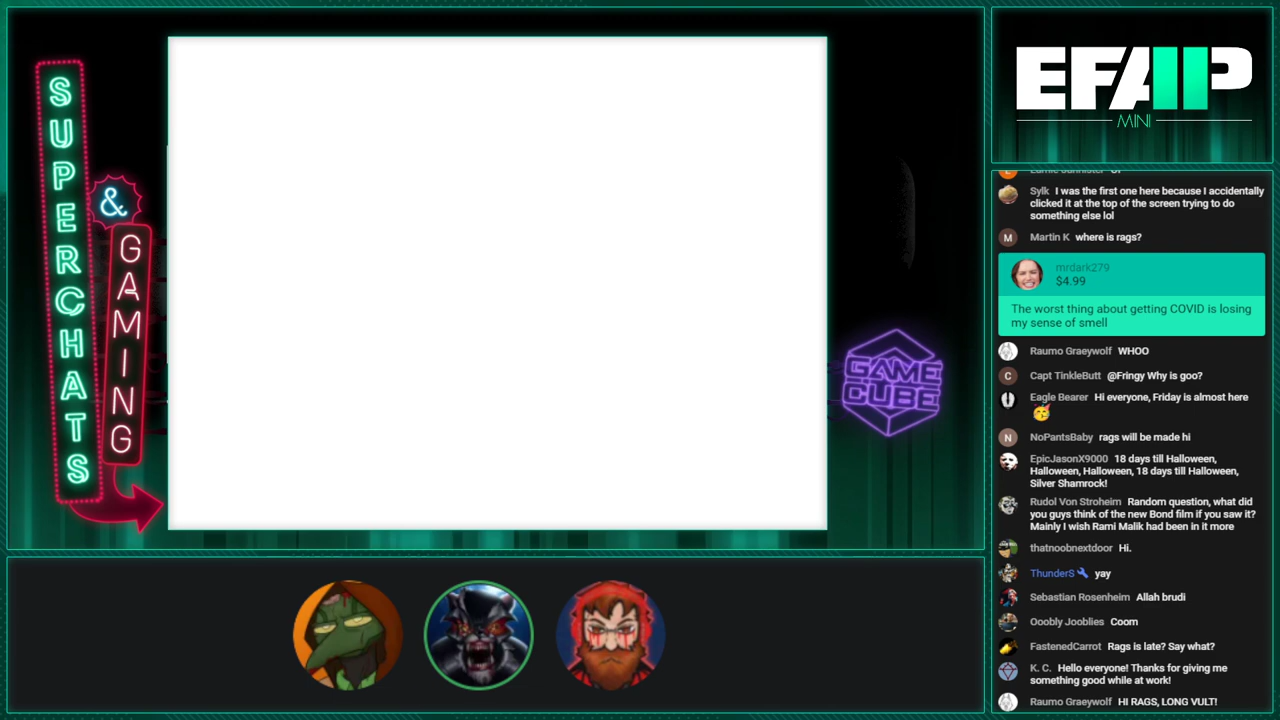 SUPERCHATS
&
GAMING
GAME
CUBE
EFAP
MINI
Sylk I was the first one here because I accidentally
clicked it at the top of the screen trying to do
something else lol
M
Martin K where is rags?
mrdark279
$4.99
The worst thing about getting COVID is losing
my sense of smell
Raumo Graeywolf WHOO
C
Capt TinkleButt @Fringy Why is goo?
Eagle Bearer Hi everyone, Friday is almost here
🥳
N
NoPantsBaby rags will be made hi
EpicJasonX9000 18 days till Halloween,
Halloween, Halloween, 18 days till Halloween,
Silver Shamrock!
Rudol Von Stroheim Random question, what did
you guys think of the new Bond film if you saw it?
Mainly I wish Rami Malik had been in it more
thatnoobnextdoor Hi.
ThunderS yay
Sebastian Rosenheim Allah brudi
Ooobly Jooblies Coom
FastenedCarrot Rags is late? Say what?
K. C. Hello everyone! Thanks for giving me
something good while at work!
Raumo Graeywolf HI RAGS, LONG VULT!